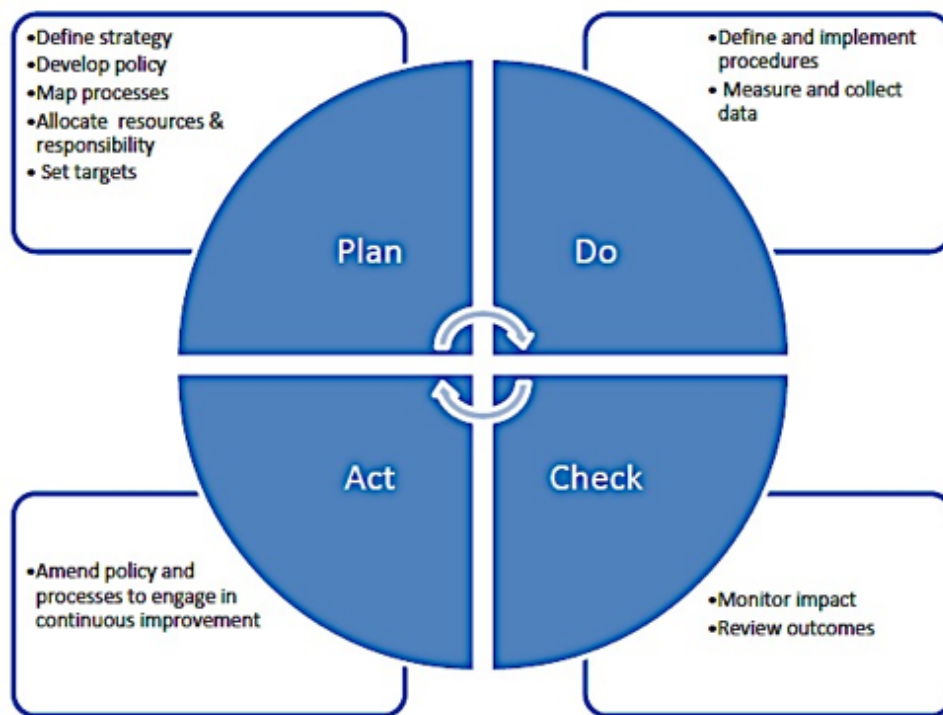 •Define strategy
•Develop policy
•Map processes
•Allocate resources &
responsibility
• Set targets
•Define and implement
procedures
• Measure and collect
data
Plan
Do
Act
Check
•Amend policy and
processes to engage in
continuous improvement
•Monitor impact
•Review outcomes